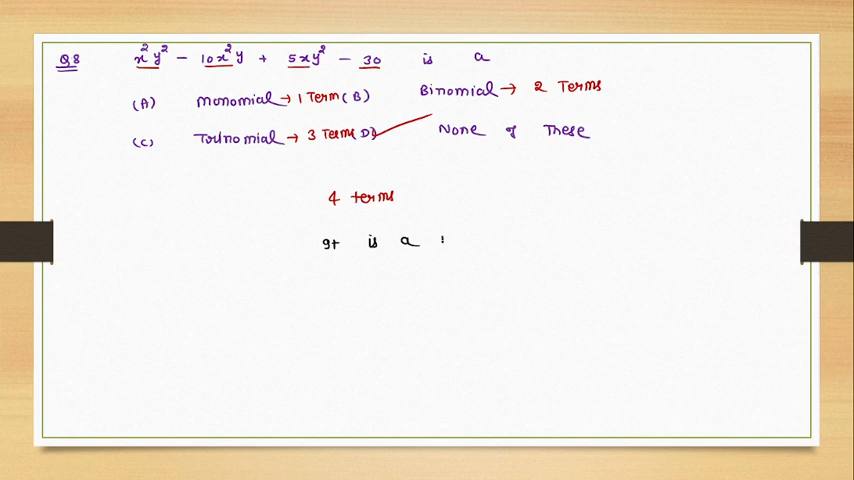 Q8 x²y² - 10x²y + 5xy² - 30 is a
(A) Monomial → 1 Term (B) Binomial → 2 Terms
(C) Trinomial → 3 Term (D) None of These
4 terms
It is a